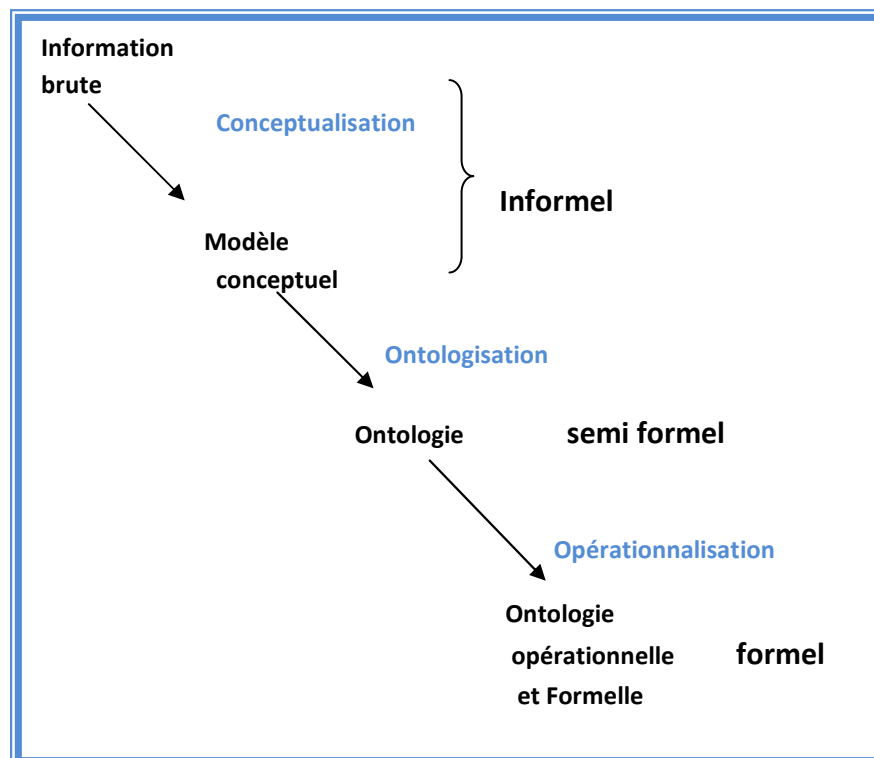 Information
brute
Conceptualisation
Informel
Modèle
conceptuel
Ontologisation
Ontologie
semi formel
Opérationnalisation
Ontologie
opérationnelle
formel
et Formelle